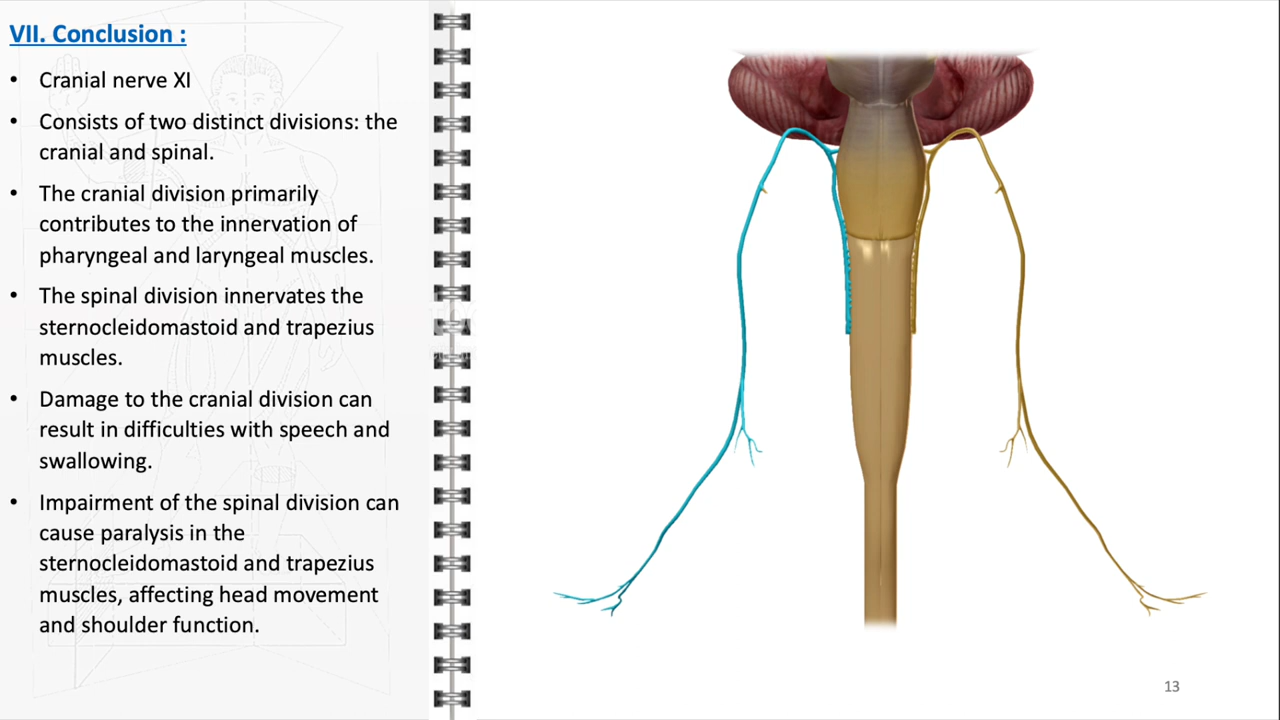 VII. Conclusion :
• Cranial nerve XI
• Consists of two distinct divisions: the
cranial and spinal.
• The cranial division primarily
contributes to the innervation of
pharyngeal and laryngeal muscles.
• The spinal division innervates the
sternocleidomastoid and trapezius
muscles.
• Damage to the cranial division can
result in difficulties with speech and
swallowing.
• Impairment of the spinal division can
cause paralysis in the
sternocleidomastoid and trapezius
muscles, affecting head movement
and shoulder function.
13